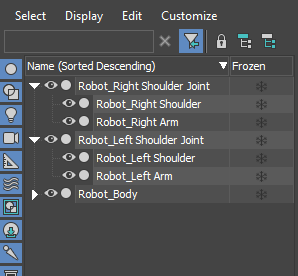 Select Display Edit Customize
Name (Sorted Descending) Frozen
Robot_Right Shoulder Joint
Robot_Right Shoulder
Robot_Right Arm
Robot_Left Shoulder Joint
Robot_Left Shoulder
Robot_Left Arm
Robot_Body